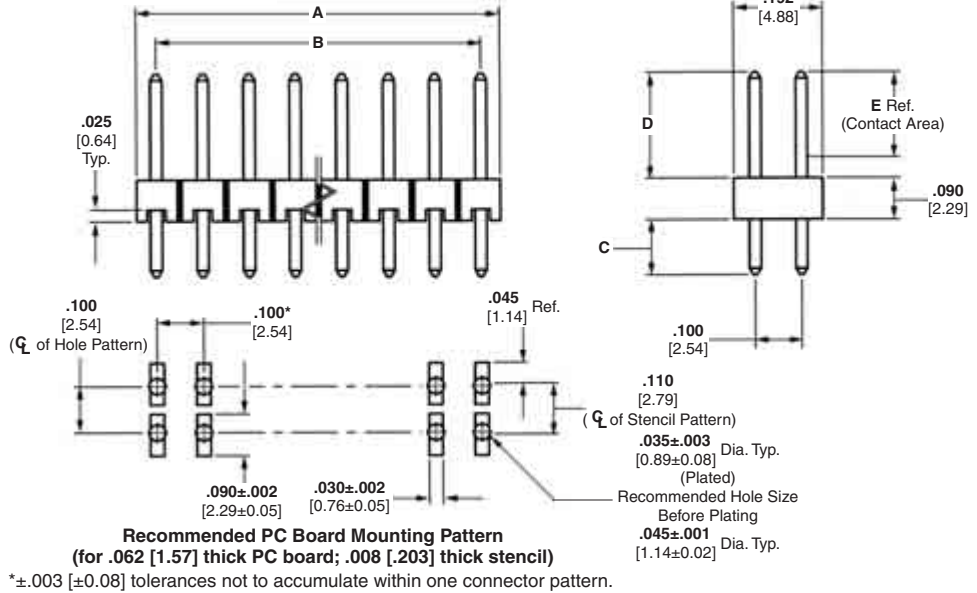 A
B
.025
[0.64]
Typ.
[4.88]
D
E Ref.
(Contact Area)
.090
[2.29]
C
.100
[2.54]
.100
[2.54]
(℄ of Hole Pattern)
.100*
[2.54]
.045
[1.14] Ref.
.110
[2.79]
(℄ of Stencil Pattern)
.035±.003
[0.89±0.08] Dia. Typ.
(Plated)
Recommended Hole Size
Before Plating
.045±.001
[1.14±0.02] Dia. Typ.
.090±.002
[2.29±0.05]
.030±.002
[0.76±0.05]
Recommended PC Board Mounting Pattern
(for .062 [1.57] thick PC board; .008 [.203] thick stencil)
*±.003 [±0.08] tolerances not to accumulate within one connector pattern.